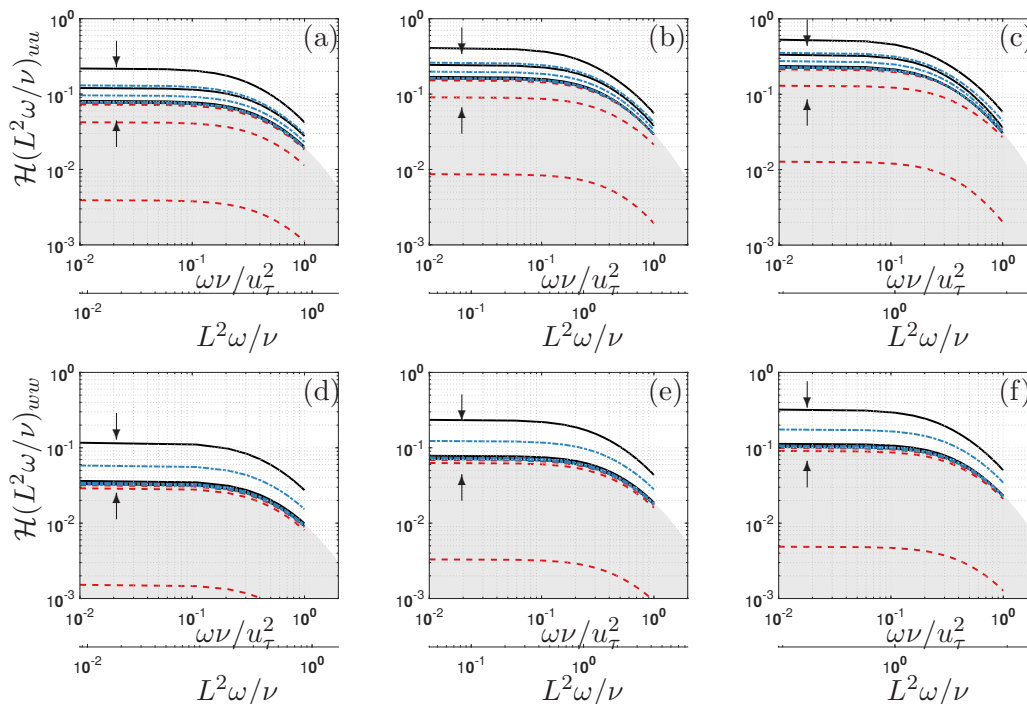 10^0 (a) 10^0 (b) 10^0 (c)
H(L^2ω/ν)_{uu} 10^{-1} 10^{-1} 10^{-1}
10^{-2} 10^{-2} 10^{-2}
10^{-3} 10^{-3} 10^{-3}
10^{-2} 10^{-1} 10^0 10^{-2} 10^{-1} 10^0 10^{-2} 10^{-1} 10^0
ων/u_τ^2 ων/u_τ^2 ων/u_τ^2
10^{-2} 10^0 10^{-1} 10^0 10^0
L^2ω/ν L^2ω/ν L^2ω/ν
10^0 (d) 10^0 (e) 10^0 (f)
H(L^2ω/ν)_{ww} 10^{-1} 10^{-1} 10^{-1}
10^{-2} 10^{-2} 10^{-2}
10^{-3} 10^{-3} 10^{-3}
10^{-2} 10^{-1} 10^0 10^{-2} 10^{-1} 10^0 10^{-2} 10^{-1} 10^0
ων/u_τ^2 ων/u_τ^2 ων/u_τ^2
10^{-2} 10^0 10^{-1} 10^0 10^0
L^2ω/ν L^2ω/ν L^2ω/ν